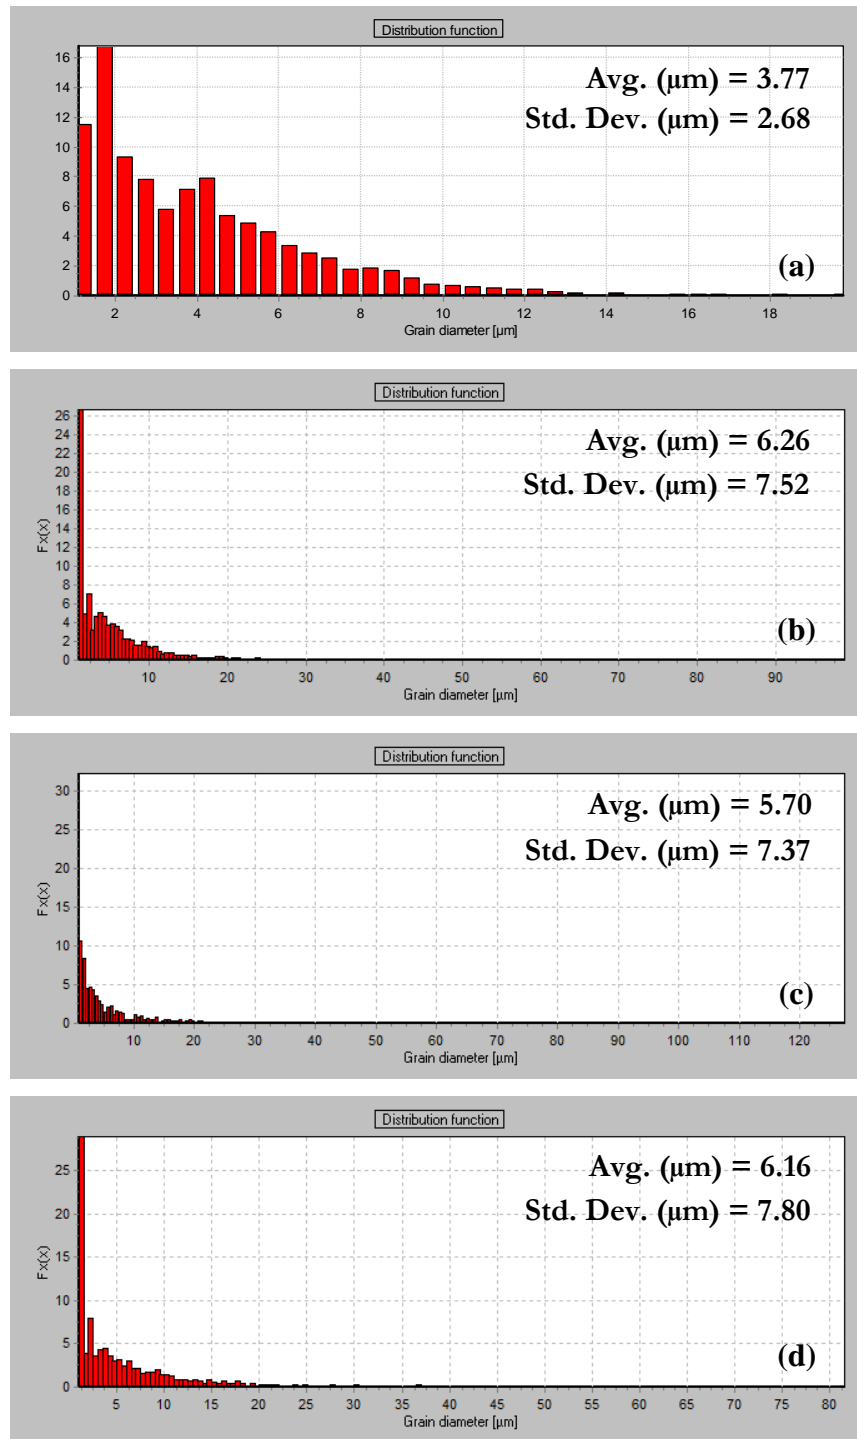 Distribution function
Avg. (µm) = 3.77
Std. Dev. (µm) = 2.68
16
14
12
10
8
6
4
2
0
(a)
2 4 6 8 10 12 14 16 18
Grain diameter [µm]
Distribution function
Avg. (µm) = 6.26
Std. Dev. (µm) = 7.52
Fx(x)
26
24
22
20
18
16
14
12
10
8
6
4
2
0
(b)
10 20 30 40 50 60 70 80 90
Grain diameter [µm]
Distribution function
Avg. (µm) = 5.70
Std. Dev. (µm) = 7.37
Fx(x)
30
25
20
15
10
5
0
(c)
10 20 30 40 50 60 70 80 90 100 110 120
Grain diameter [µm]
Distribution function
Avg. (µm) = 6.16
Std. Dev. (µm) = 7.80
Fx(x)
25
20
15
10
5
0
(d)
5 10 15 20 25 30 35 40 45 50 55 60 65 70 75 80
Grain diameter [µm]